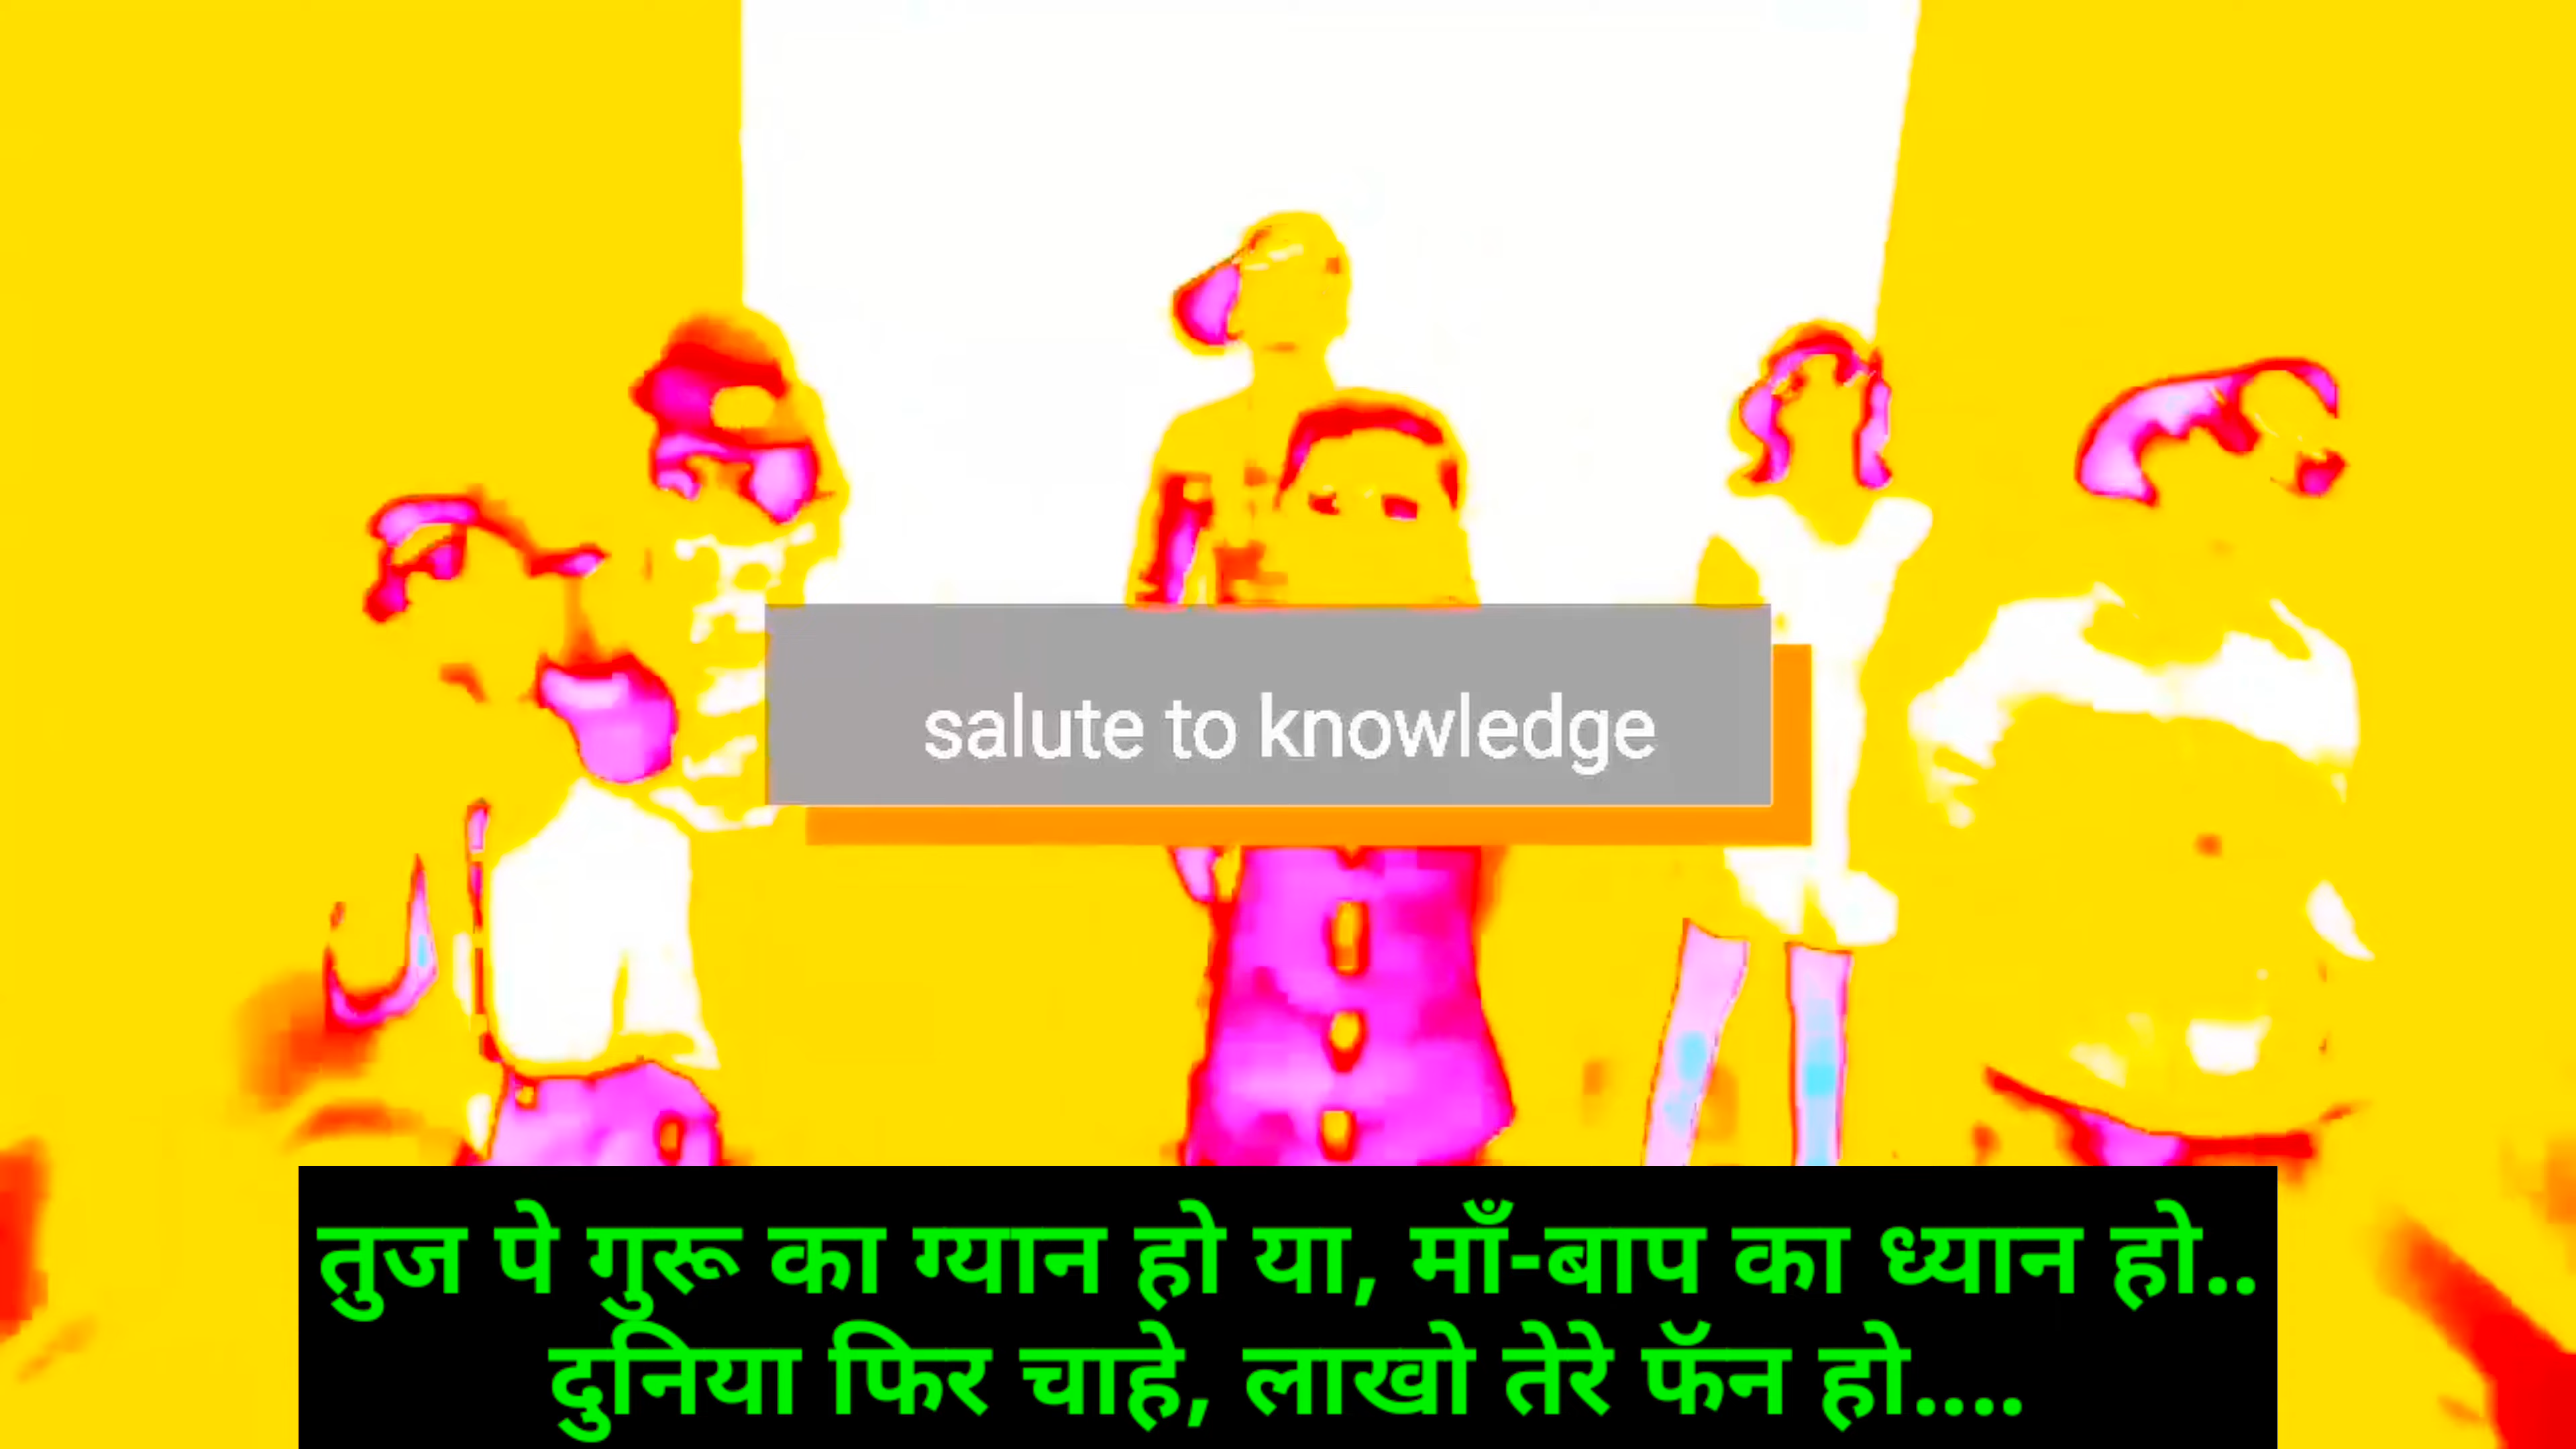 salute to knowledge
तुज पे गुरू का ग्यान हो या, माँ-बाप का ध्यान हो..
दुनिया फिर चाहे, लाखो तेरे फॅन हो....